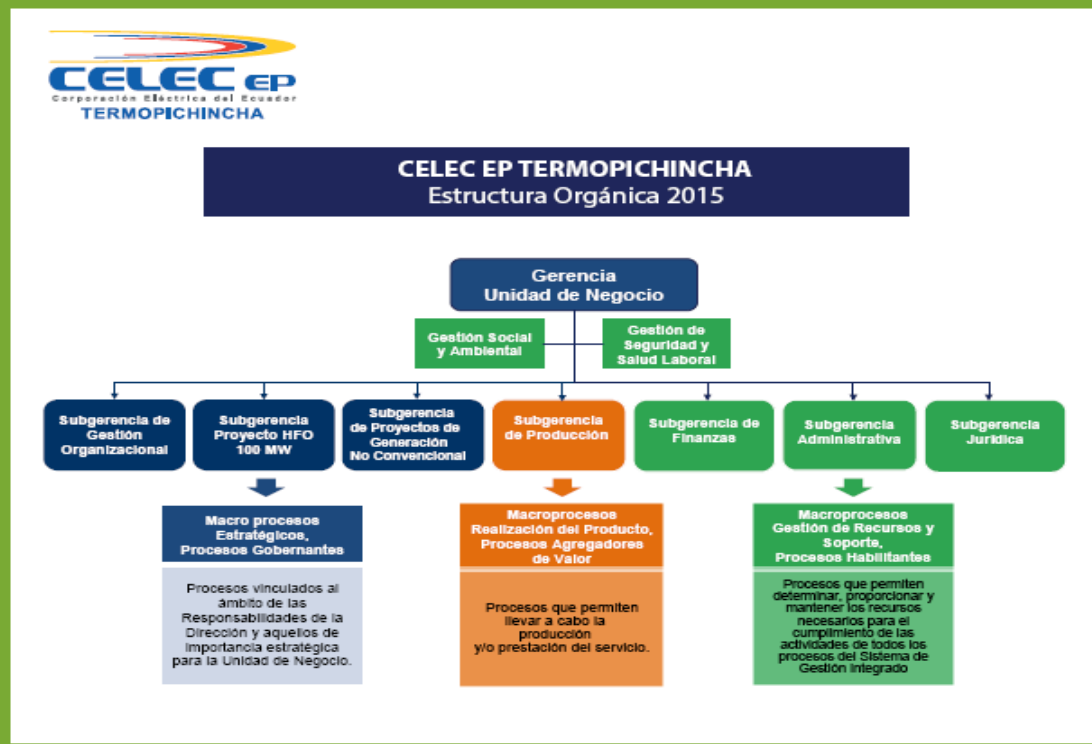 CELEC EP
Corporación Eléctrica del Ecuador
TERMOPICHINCHA
CELEC EP TERMOPICHINCHA
Estructura Orgánica 2015
Gerencia
Unidad de Negocio
Gestión Social
y Ambiental
Gestión de
Seguridad y
Salud Laboral
Subgerencia de
Gestión
Organizacional
Subgerencia
Proyecto HFO
100 MW
Subgerencia
de Proyectos de
Generación
No Convencional
Subgerencia
de Producción
Subgerencia de
Finanzas
Subgerencia
Administrativa
Subgerencia
Jurídica
Macro procesos
Estratégicos,
Procesos Gobernantes
Procesos vinculados al
ámbito de las
Responsabilidades de la
Dirección y aquellos de
importancia estratégica
para la Unidad de Negocio.
Macroprocesos
Realización del Producto,
Procesos Agregadores
de Valor
Procesos que permiten
llevar a cabo la
producción
y/o prestación del servicio.
Macroprocesos
Gestión de Recursos y
Soporte,
Procesos Habilitantes
Procesos que permiten
determinar, proporcionar y
mantener los recursos
necesarios para el
cumplimiento de las
actividades de todos los
procesos del Sistema de
Gestión Integrado